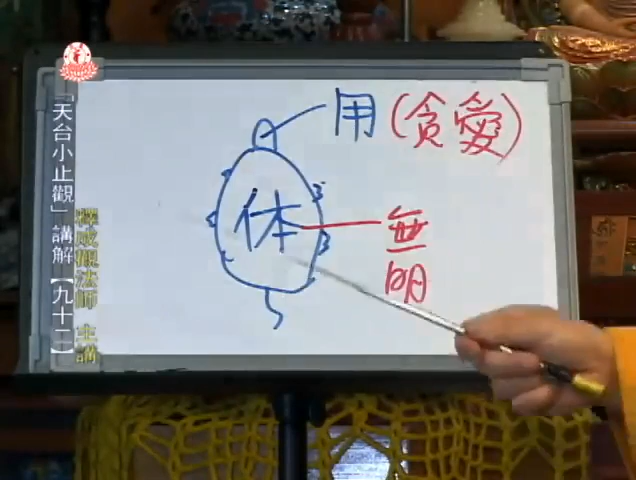 「天台小止觀」講解【九十二】
釋成觀法師 主講
用(貪愛)
体
無
明